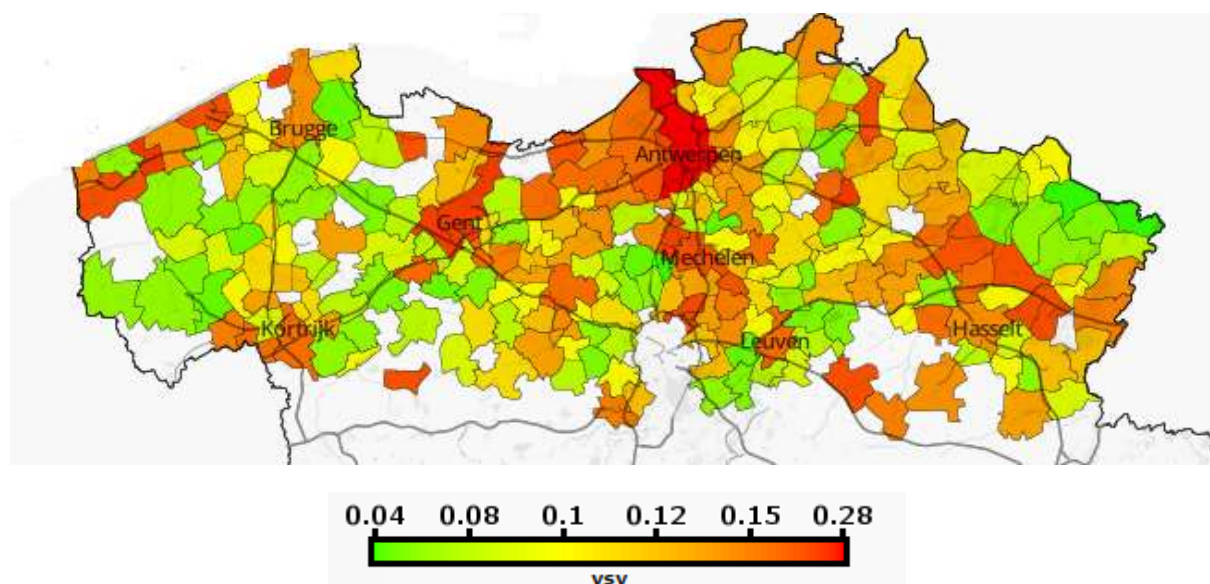 Brugge
Antwerpen
Gent
Mechelen
Kortrijk
Leuven
Hasselt
0.04 0.08 0.1 0.12 0.15 0.28
vsv